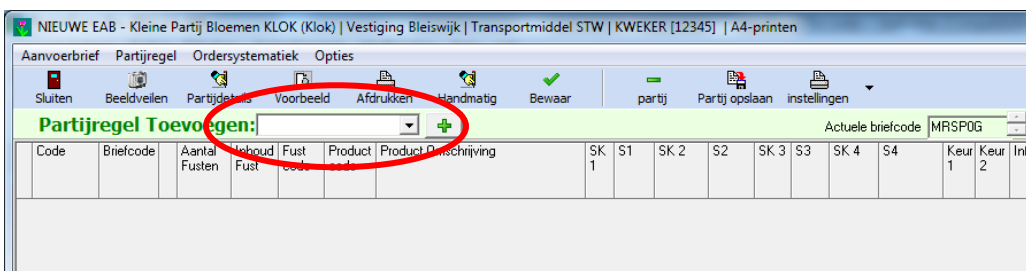 NIEUWE EAB - Kleine Partij Bloemen KLOK (Klok) | Vestiging Bleiswijk | Transportmiddel STW | KWEKER [12345] | A4-printen
Aanvoerbrief Partijregel Ordersystematiek Opties
Sluiten Beeldveilen Partijdetails Voorbeeld Afdrukken Handmatig Bewaar partij Partij opslaan instellingen
Partijregel Toevoegen: Actuele briefcode MRSP0G
Code Briefcode Aantal Inhoud Fust Product Product Omschrijving SK S1 SK 2 S2 SK 3 S3 SK 4 S4 Keur Keur
Fusten Fust code code 1 1 2